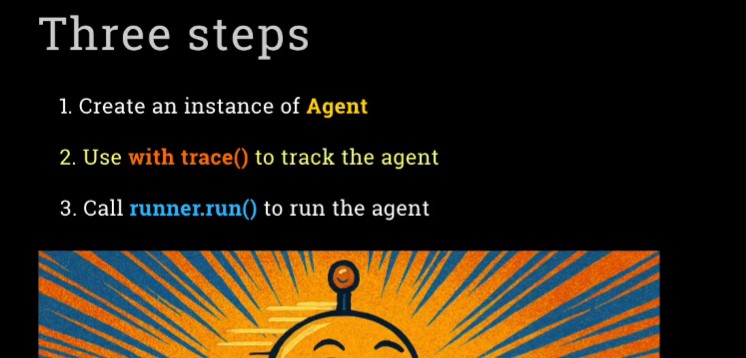 Three steps
1. Create an instance of Agent
2. Use with trace() to track the agent
3. Call runner.run() to run the agent